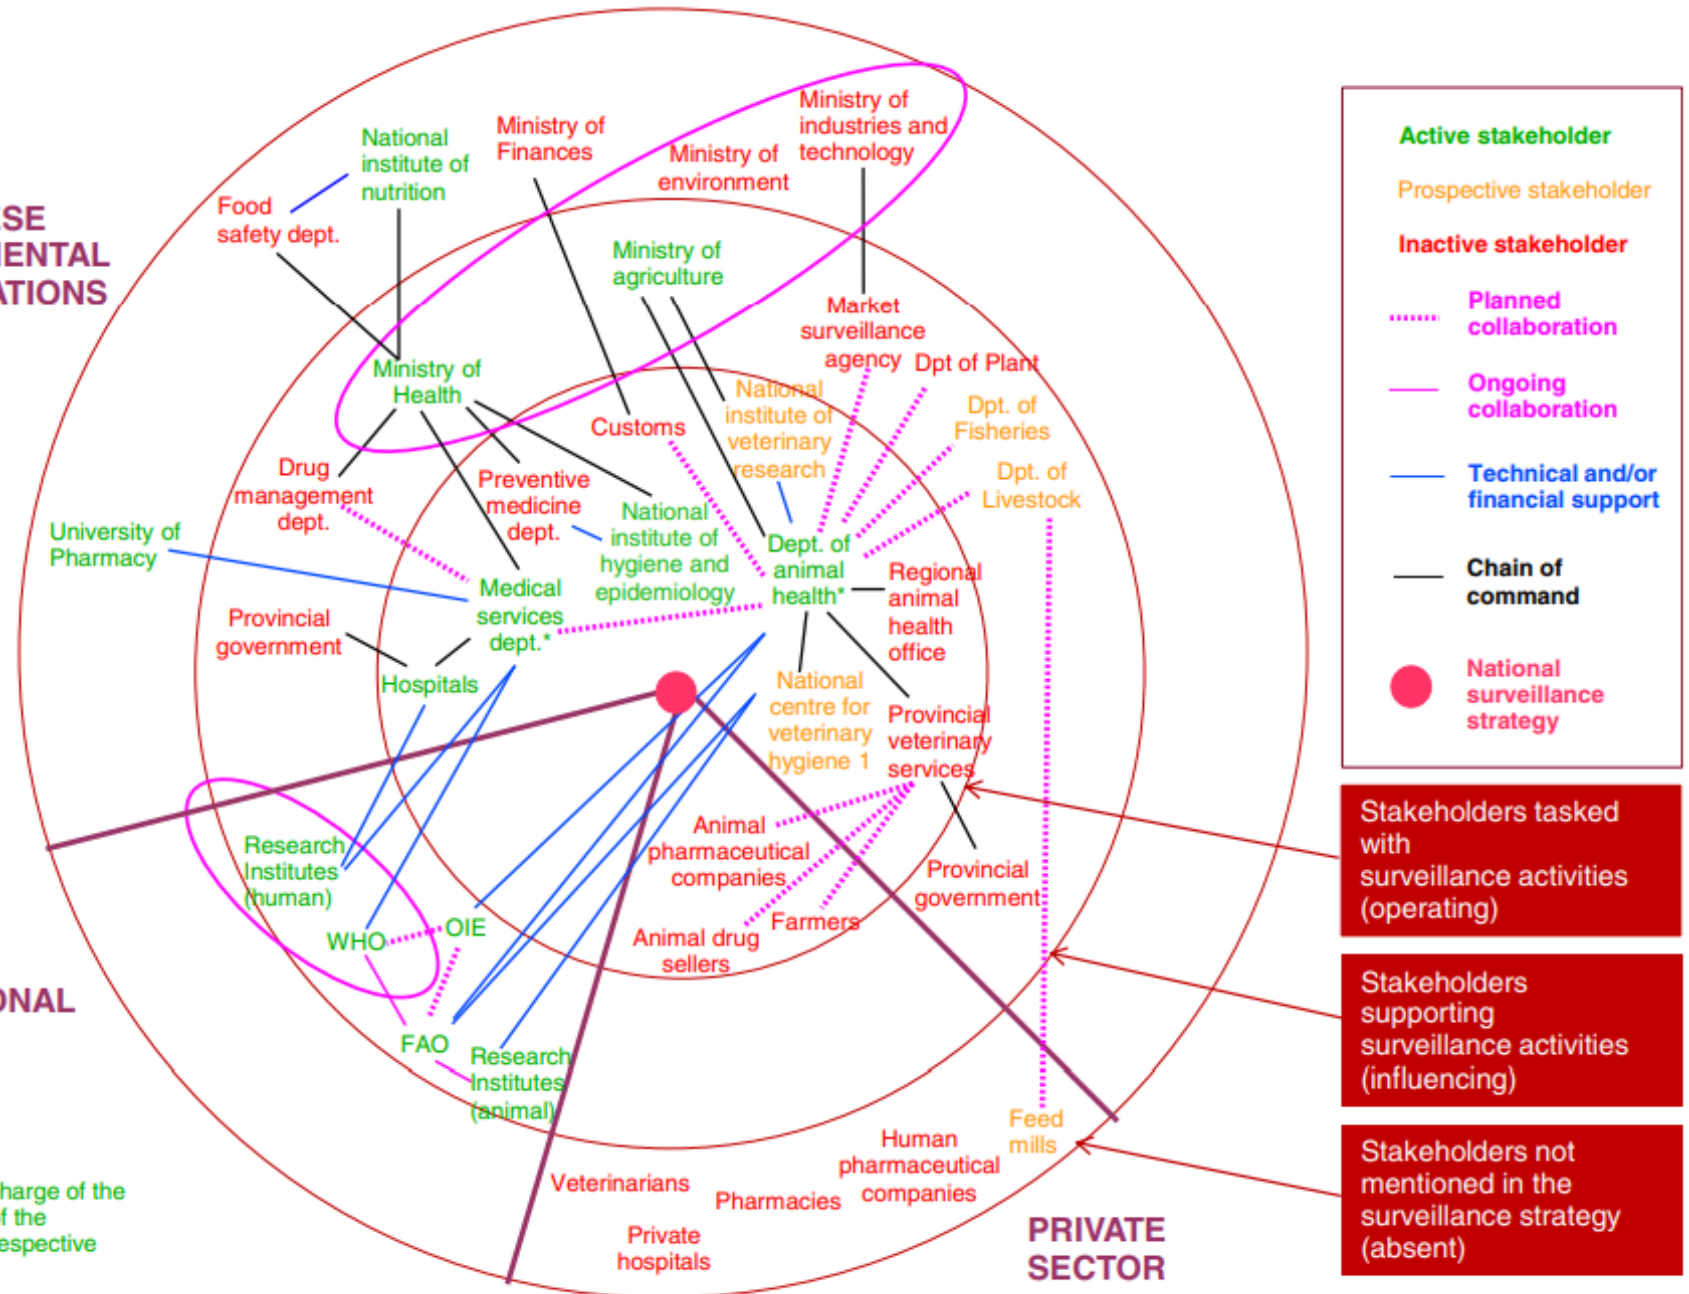 ESE
MENTAL
ATIONS
National
institute of
nutrition
Ministry of
Finances
Ministry of
industries and
technology
Ministry of
environment
Food
safety dept.
Ministry of
agriculture
Market
surveillance
agency
Dpt of Plant
Ministry of
Health
National
institute of
veterinary
research
Dpt. of
Fisheries
Customs
Dpt. of
Livestock
Drug
management
dept.
Preventive
medicine
dept.
National
institute of
hygiene and
epidemiology
University of
Pharmacy
Dept. of
animal
health*
Regional
animal
health
office
Medical
services
dept.*
Provincial
government
Hospitals
National
centre for
veterinary
hygiene 1
Provincial
veterinary
services
Animal
pharmaceutical
companies
Provincial
government
Farmers
Animal drug
sellers
Research
Institutes
(human)
WHO
OIE
FAO
Research
Institutes
(animal)
ONAL
harge of the
f the
espective
Veterinarians
Pharmacies
Human
pharmaceutical
companies
Feed
mills
Private
hospitals
PRIVATE
SECTOR
Active stakeholder
Prospective stakeholder
Inactive stakeholder
Planned
collaboration
Ongoing
collaboration
Technical and/or
financial support
Chain of
command
National
surveillance
strategy
Stakeholders tasked
with
surveillance activities
(operating)
Stakeholders
supporting
surveillance activities
(influencing)
Stakeholders not
mentioned in the
surveillance strategy
(absent)